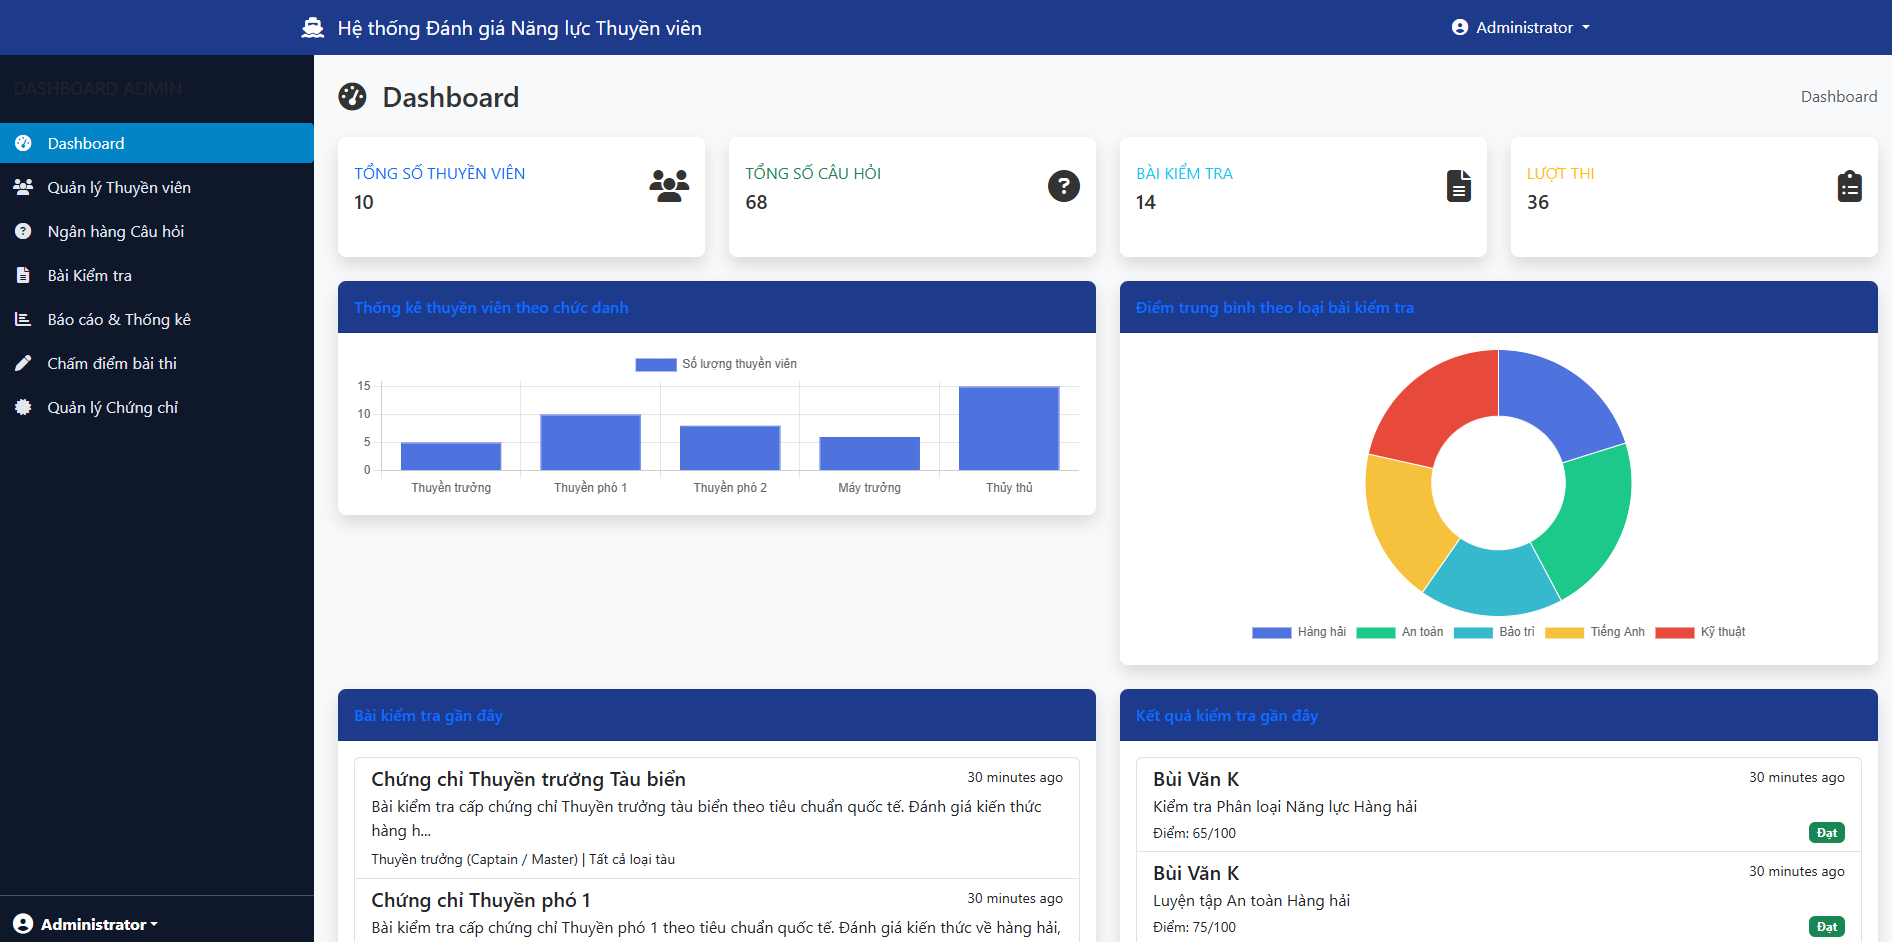 Hệ thống Đánh giá Năng lực Thuyền viên
Administrator
DASHBOARD ADMIN
Dashboard
Quản lý Thuyền viên
Ngân hàng Câu hỏi
Bài Kiểm tra
Báo cáo & Thống kê
Chấm điểm bài thi
Quản lý Chứng chỉ
Administrator
Dashboard
Dashboard
TỔNG SỐ THUYỀN VIÊN
10
TỔNG SỐ CÂU HỎI
68
BÀI KIỂM TRA
14
LƯỢT THI
36
Thống kê thuyền viên theo chức danh
Số lượng thuyền viên
15
10
5
0
Thuyền trưởng
Thuyền phó 1
Thuyền phó 2
Máy trưởng
Thủy thủ
Điểm trung bình theo loại bài kiểm tra
Hàng hải
An toàn
Bảo trì
Tiếng Anh
Kỹ thuật
Bài kiểm tra gần đây
Chứng chỉ Thuyền trưởng Tàu biển
30 minutes ago
Bài kiểm tra cấp chứng chỉ Thuyền trưởng tàu biển theo tiêu chuẩn quốc tế. Đánh giá kiến thức
hàng h...
Thuyền trưởng (Captain / Master) | Tất cả loại tàu
Chứng chỉ Thuyền phó 1
30 minutes ago
Bài kiểm tra cấp chứng chỉ Thuyền phó 1 theo tiêu chuẩn quốc tế. Đánh giá kiến thức về hàng hải,
Kết quả kiểm tra gần đây
Bùi Văn K
30 minutes ago
Kiểm tra Phân loại Năng lực Hàng hải
Điểm: 65/100
Đạt
Bùi Văn K
30 minutes ago
Luyện tập An toàn Hàng hải
Điểm: 75/100
Đạt